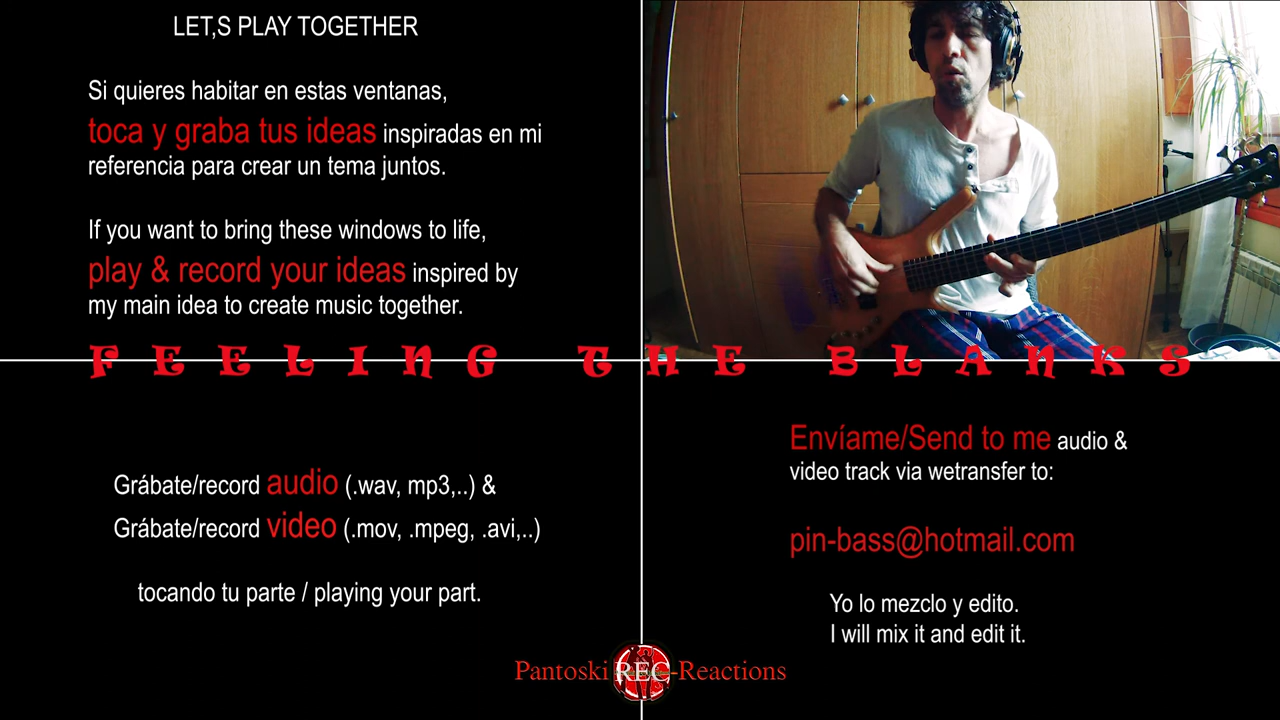 LET,S PLAY TOGETHER
Si quieres habitar en estas ventanas,
toca y graba tus ideas inspiradas en mi
referencia para crear un tema juntos.
If you want to bring these windows to life,
play & record your ideas inspired by
my main idea to create music together.
FEELING THE BLANKS
Grábate/record audio (.wav, mp3,..) &
Grábate/record video (.mov, .mpeg, .avi,..)
tocando tu parte / playing your part.
Envíame/Send to me audio &
video track via wetransfer to:
pin-bass@hotmail.com
Yo lo mezclo y edito.
I will mix it and edit it.
Pantoski REC-Reactions